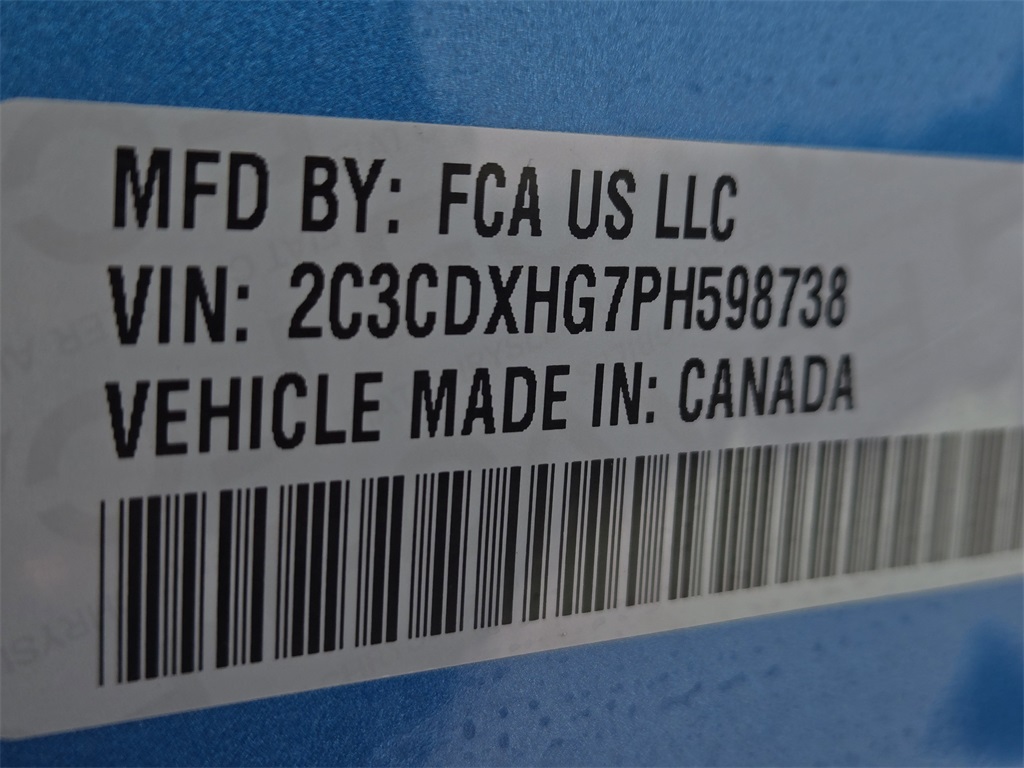 MFD BY: FCA US LLC
VIN: 2C3CDXHG7PH598738
VEHICLE MADE IN: CANADA